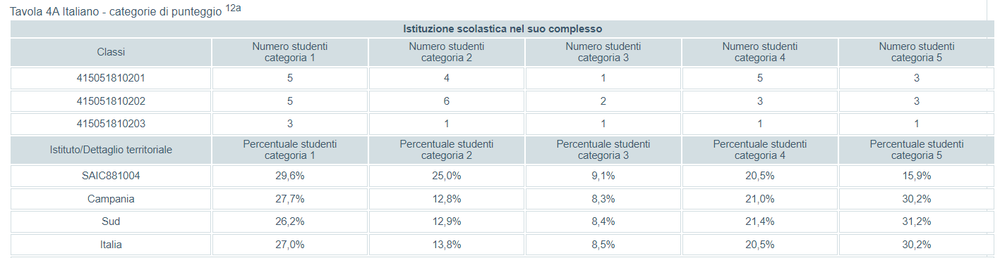 Tavola 4A Italiano - categorie di punteggio 12a
Istituzione scolastica nel suo complesso
Classi Numero studenti categoria 1 Numero studenti categoria 2 Numero studenti categoria 3 Numero studenti categoria 4 Numero studenti categoria 5
415051810201 5 4 1 5 3
415051810202 5 6 2 3 3
415051810203 3 1 1 1 1
Istituto/Dettaglio territoriale Percentuale studenti categoria 1 Percentuale studenti categoria 2 Percentuale studenti categoria 3 Percentuale studenti categoria 4 Percentuale studenti categoria 5
SAIC881004 29,6% 25,0% 9,1% 20,5% 15,9%
Campania 27,7% 12,8% 8,3% 21,0% 30,2%
Sud 26,2% 12,9% 8,4% 21,4% 31,2%
Italia 27,0% 13,8% 8,5% 20,5% 30,2%